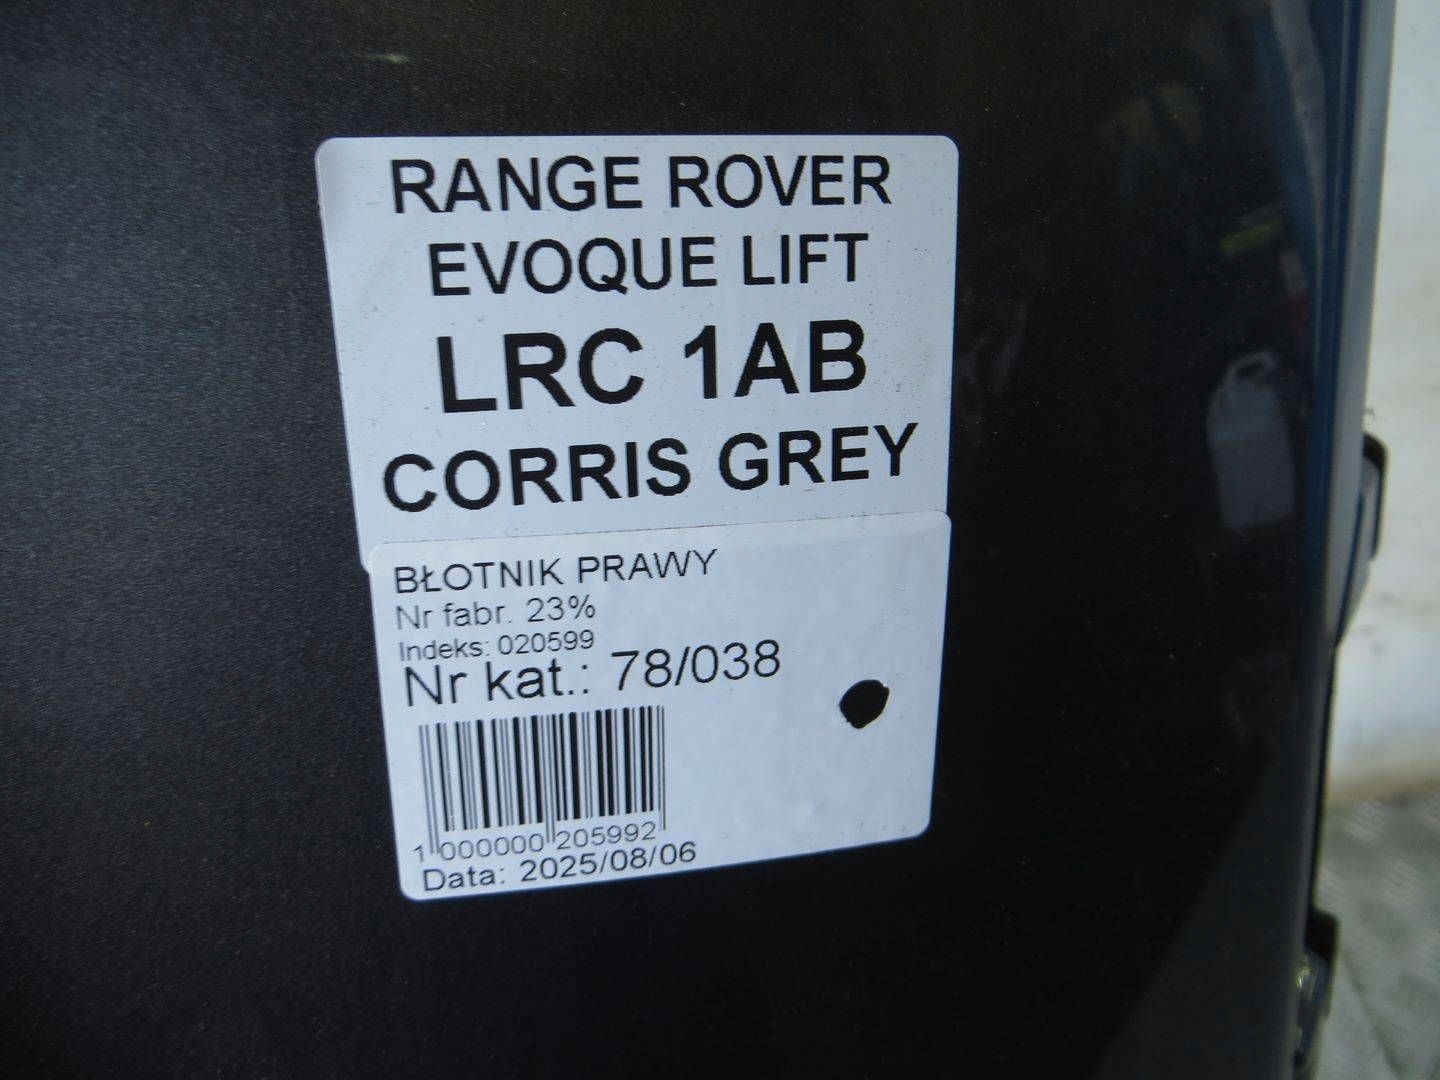 RANGE ROVER
EVOQUE LIFT
LRC 1AB
CORRIS GREY
BŁOTNIK PRAWY
Nr fabr. 23%
Indeks: 020599
Nr kat.: 78/038
1 000000 205992
Data: 2025/08/06